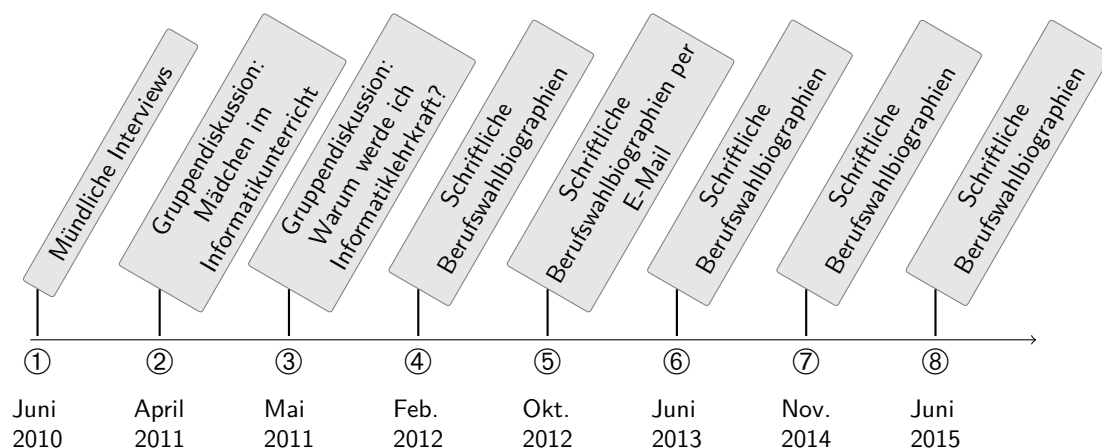 Mündliche Interviews
Gruppendiskussion:
Mädchen im
Informatikunterricht
Gruppendiskussion:
Warum werde ich
Informatiklehrkraft?
Schriftliche
Berufswahlbiographien
Schriftliche
Berufswahlbiographien per
E-Mail
Schriftliche
Berufswahlbiographien
Schriftliche
Berufswahlbiographien
Schriftliche
Berufswahlbiographien
① ② ③ ④ ⑤ ⑥ ⑦ ⑧
Juni
2010
April
2011
Mai
2011
Feb.
2012
Okt.
2012
Juni
2013
Nov.
2014
Juni
2015